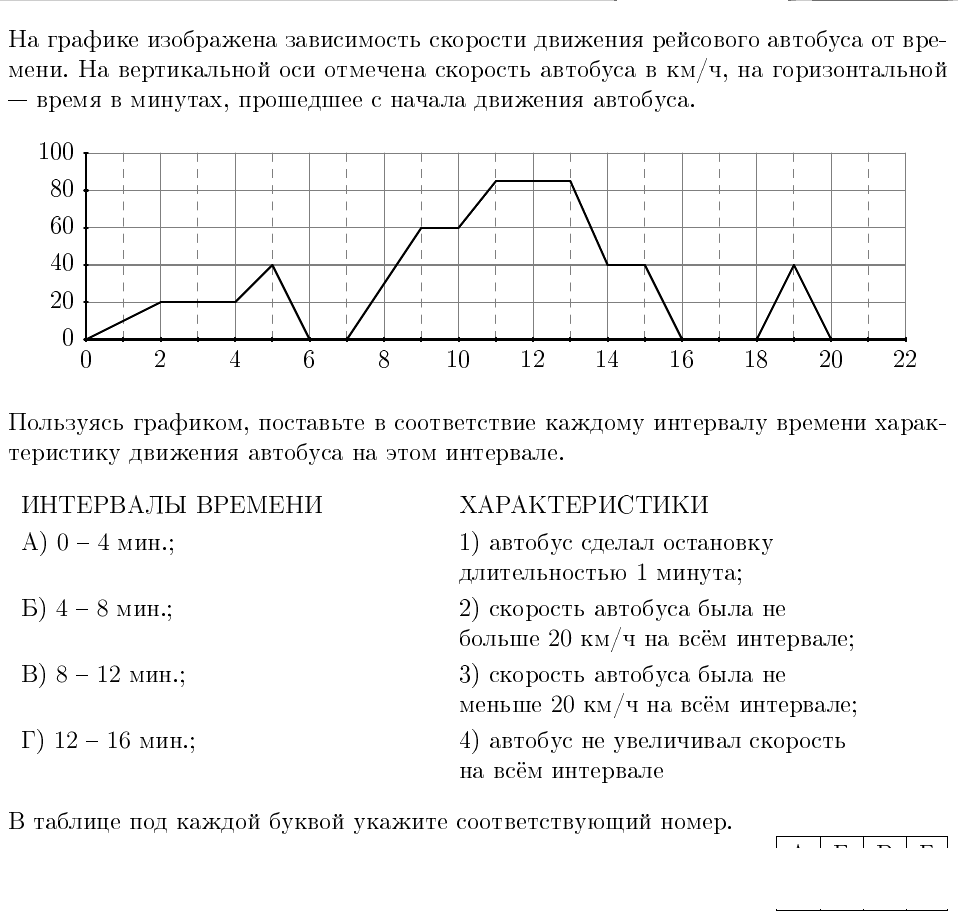 На графике изображена зависимость скорости движения рейсового автобуса от вре-
мени. На вертикальной оси отмечена скорость автобуса в км/ч, на горизонтальной
— время в минутах, прошедшее с начала движения автобуса.
100
80
60
40
20
0
0 2 4 6 8 10 12 14 16 18 20 22
Пользуясь графиком, поставьте в соответствие каждому интервалу времени харак-
теристику движения автобуса на этом интервале.
ИНТЕРВАЛЫ ВРЕМЕНИ ХАРАКТЕРИСТИКИ
А) 0 – 4 мин.; 1) автобус сделал остановку
длительностью 1 минута;
Б) 4 – 8 мин.; 2) скорость автобуса была не
больше 20 км/ч на всём интервале;
В) 8 – 12 мин.; 3) скорость автобуса была не
меньше 20 км/ч на всём интервале;
Г) 12 – 16 мин.; 4) автобус не увеличивал скорость
на всём интервале
В таблице под каждой буквой укажите соответствующий номер.